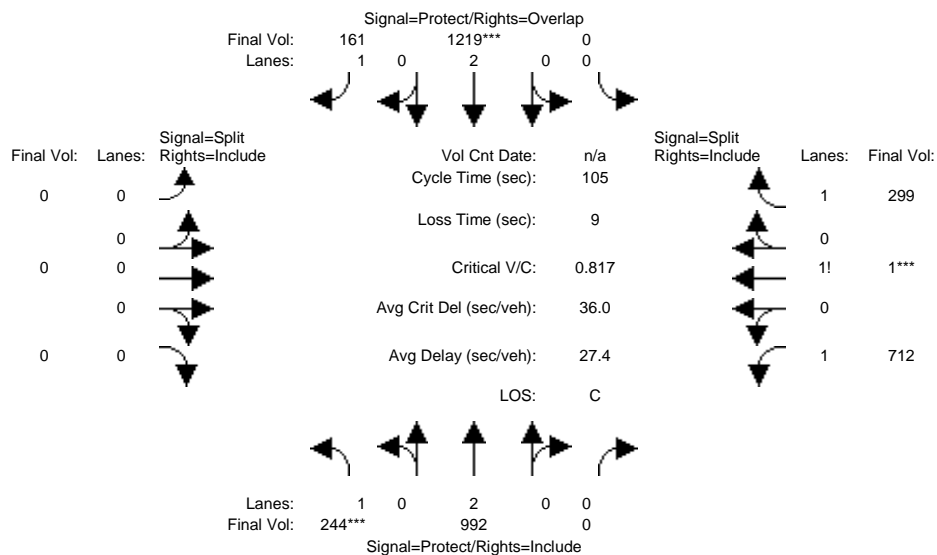 Signal=Protect/Rights=Overlap
Final Vol: 161 1219*** 0
Lanes: 1 0 2 0 0
Signal=Split
Final Vol: Lanes: Rights=Include
Vol Cnt Date: n/a
Signal=Split
Rights=Include Lanes: Final Vol:
Cycle Time (sec): 105
0 0
1 299
Loss Time (sec): 9
0
0
0 0
Critical V/C: 0.817
1! 1***
0
Avg Crit Del (sec/veh): 36.0
0
0 0
Avg Delay (sec/veh): 27.4
1 712
LOS: C
Lanes: 1 0 2 0 0
Final Vol: 244*** 992 0
Signal=Protect/Rights=Include